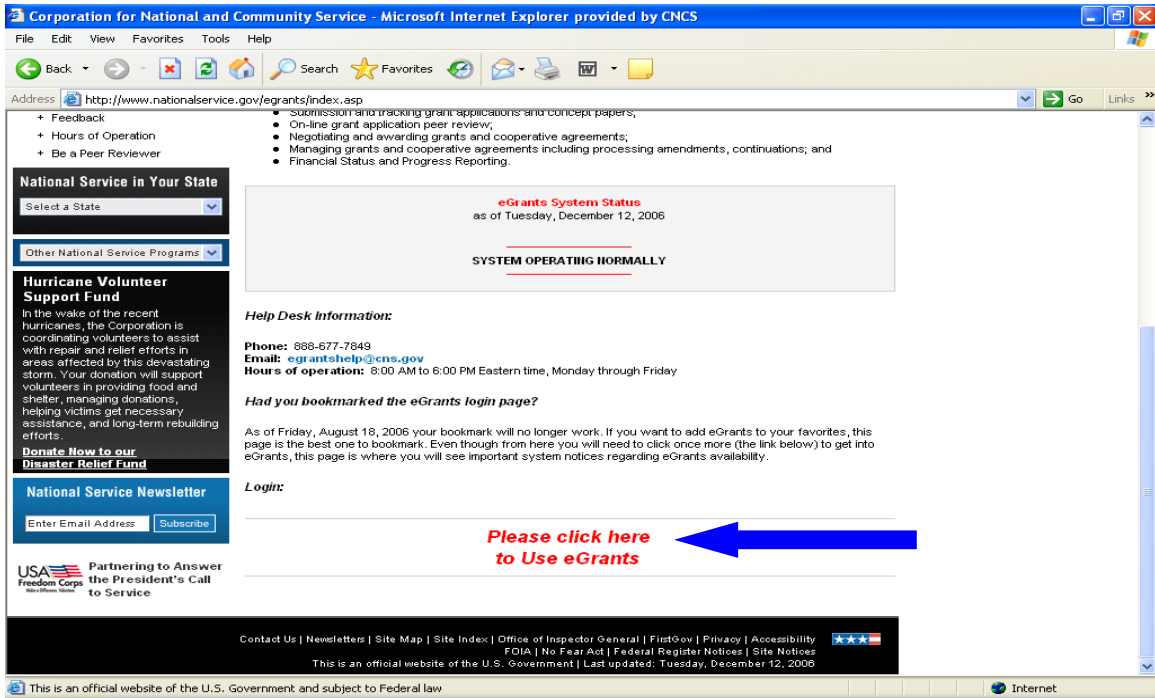 Corporation for National and Community Service - Microsoft Internet Explorer provided by CNCS
File Edit View Favorites Tools Help
Back Search Favorites
Address http://www.nationalservice.gov/egrants/index.asp Go Links »
+ Feedback
+ Hours of Operation
+ Be a Peer Reviewer
National Service in Your State
Select a State
Other National Service Programs
Hurricane Volunteer
Support Fund
In the wake of the recent
hurricanes, the Corporation is
coordinating volunteers to assist
with repair and relief efforts in
areas affected by this devastating
storm. Your donation will support
volunteers in providing food and
shelter, managing donations,
helping victims get necessary
assistance, and long-term rebuilding
efforts.
Donate Now to our
Disaster Relief Fund
National Service Newsletter
Enter Email Address Subscribe
USA
Freedom Corps
Make a Difference. Volunteer.
Partnering to Answer
the President's Call
to Service
• Submission and tracking grant applications and concept papers;
• On-line grant application peer review;
• Negotiating and awarding grants and cooperative agreements;
• Managing grants and cooperative agreements including processing amendments, continuations; and
• Financial Status and Progress Reporting.
eGrants System Status
as of Tuesday, December 12, 2006
SYSTEM OPERATING NORMALLY
Help Desk Information:
Phone: 888-677-7849
Email: egrantshelp@cns.gov
Hours of operation: 8:00 AM to 6:00 PM Eastern time, Monday through Friday
Had you bookmarked the eGrants login page?
As of Friday, August 18, 2006 your bookmark will no longer work. If you want to add eGrants to your favorites, this
page is the best one to bookmark. Even though from here you will need to click once more (the link below) to get into
eGrants, this page is where you will see important system notices regarding eGrants availability.
Login:
Please click here
to Use eGrants
Contact Us | Newsletters | Site Map | Site Index | Office of Inspector General | FirstGov | Privacy | Accessibility
FOIA | No Fear Act | Federal Register Notices | Site Notices
This is an official website of the U.S. Government | Last updated: Tuesday, December 12, 2006
This is an official website of the U.S. Government and subject to Federal law Internet